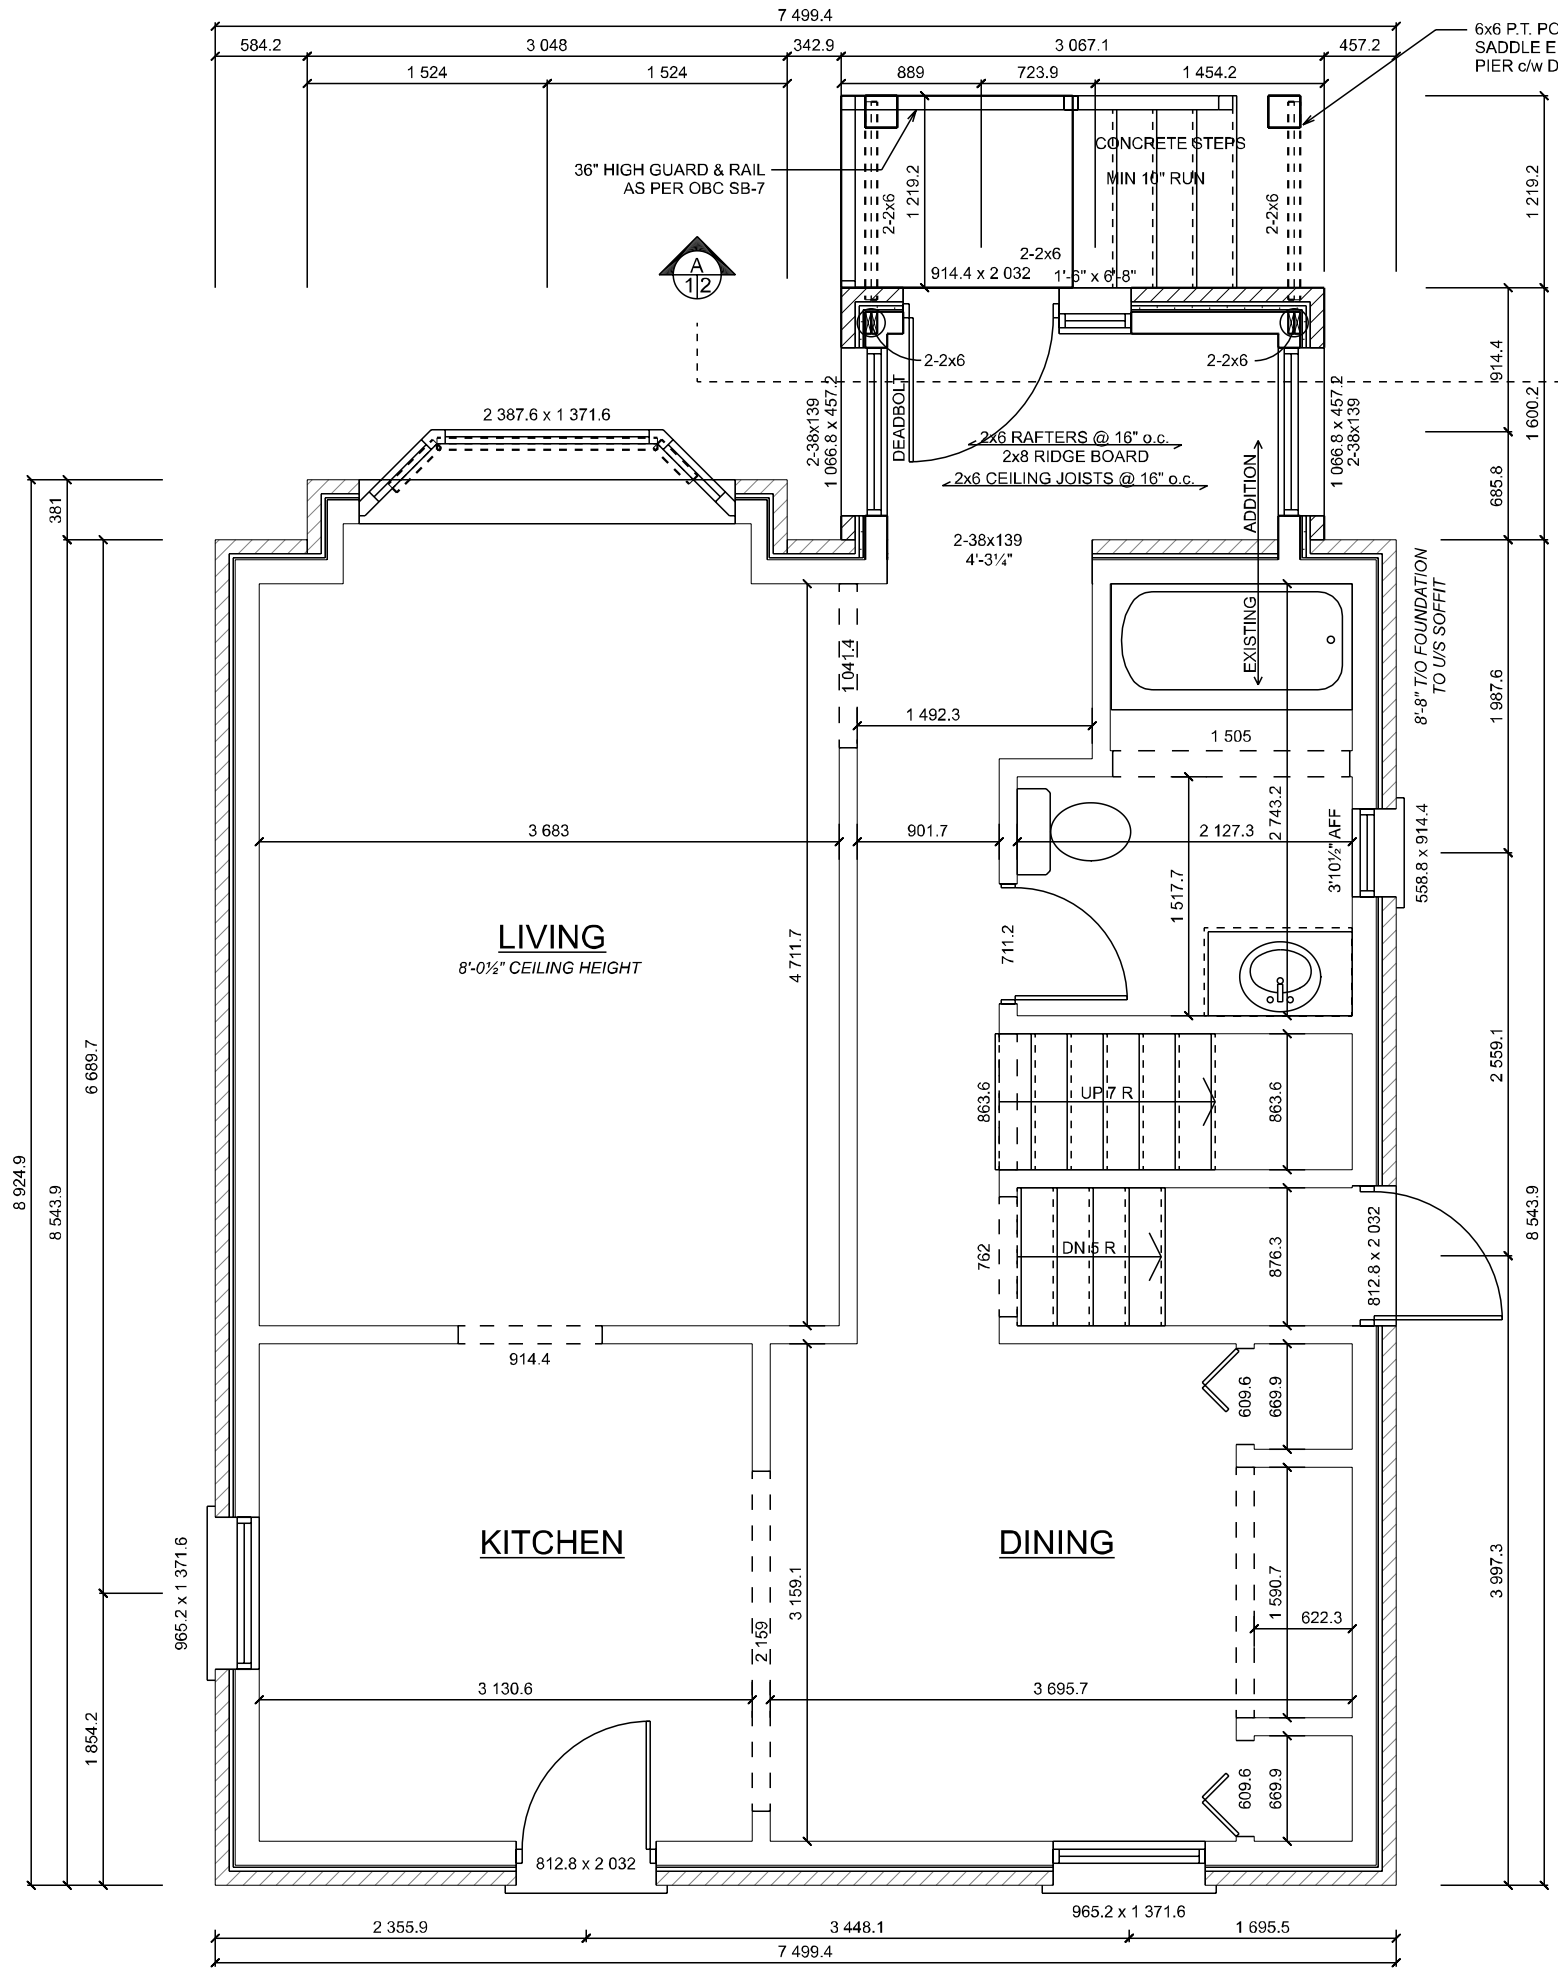 7 499.4
584.2
3 048
342.9
3 067.1
457.2
1 524
1 524
889
723.9
1 454.2
6x6 P.T. PO
SADDLE E
PIER c/w D
36" HIGH GUARD & RAIL
AS PER OBC SB-7
CONCRETE STEPS
MIN 10" RUN
2-2x6
1 219.2
2-2x6
1 219.2
A
1 2
2-2x6
914.4 x 2 032
1'-6" x 6'-8"
2-2x6
2-2x6
914.4
1 600.2
685.8
2-38x139
1 066.8 x 457.2
DEADBOLT
1 066.8 x 457.2
2-38x139
2 387.6 x 1 371.6
2x6 RAFTERS @ 16" o.c.
2x8 RIDGE BOARD
2x6 CEILING JOISTS @ 16" o.c.
ADDITION
EXISTING
2-38x139
4'-3¼"
381
8'-8" T/O FOUNDATION
TO U/S SOFFIT
1 041.4
1 492.3
1 505
1 987.6
3 683
901.7
2 127.3
2 743.2
3'10½" AFF
558.8 x 914.4
1 517.7
711.2
LIVING
8'-0½" CEILING HEIGHT
4 711.7
6 689.7
8 543.9
8 924.9
863.6
UP 7 R
863.6
2 559.1
762
DN 5 R
876.3
812.8 x 2 032
8 543.9
914.4
609.6
669.9
KITCHEN
DINING
965.2 x 1 371.6
2 159
3 159.1
1 590.7
622.3
3 997.3
3 130.6
3 695.7
1 854.2
609.6
669.9
812.8 x 2 032
965.2 x 1 371.6
2 355.9
3 448.1
1 695.5
7 499.4